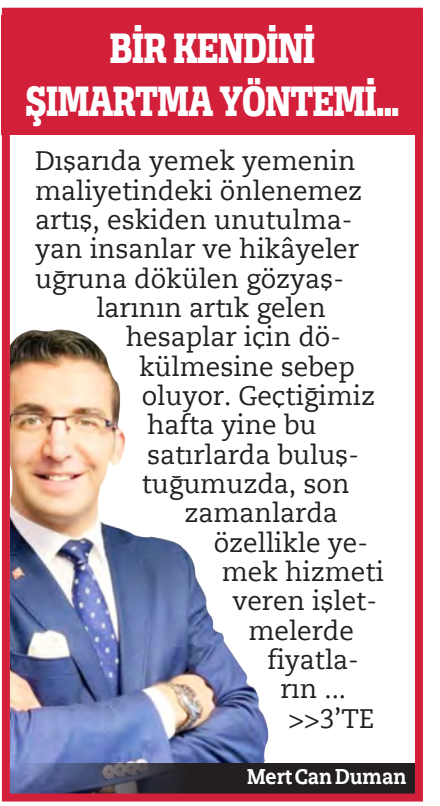 BİR KENDİNİ
ŞIMARTMA YÖNTEMİ...
Dışarıda yemek yemenin
maliyetindeki önlenemez
artış, eskiden unutulma-
yan insanlar ve hikâyeler
uğruna dökülen gözyaş-
larının artık gelen
hesaplar için dö-
külmesine sebep
oluyor. Geçtiğimiz
hafta yine bu
satırlarda buluş-
tuğumuzda, son
zamanlarda
özellikle ye-
mek hizmeti
veren işlet-
melerde
fiyatla-
rın ...
>>3’TE
Mert Can Duman